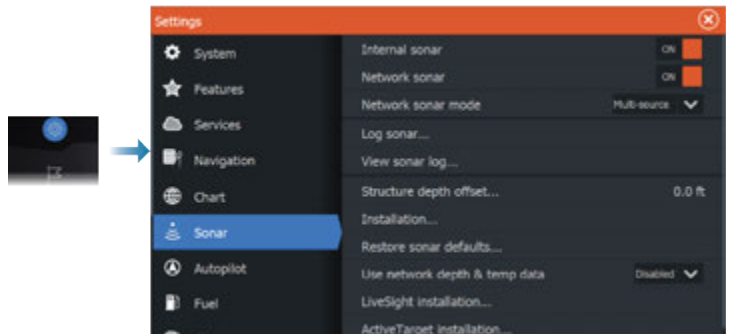 Settings
System
Features
Services
Navigation
Chart
Sonar
Autopilot
Fuel
Internal sonar ON
Network sonar ON
Network sonar mode Multi-source
Log sonar...
View sonar log...
Structure depth offset... 0.0 ft
Installation...
Restore sonar defaults...
Use network depth & temp data Disabled
LiveSight installation...
ActiveTarget installation...